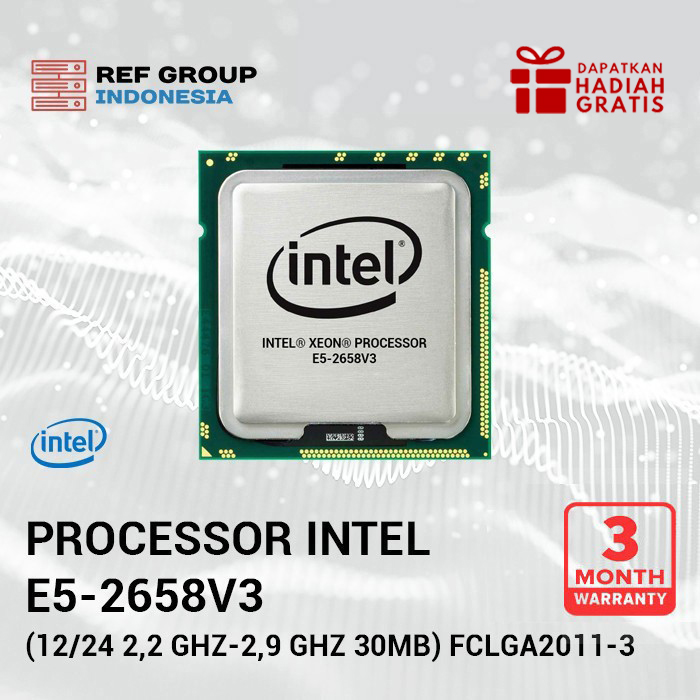 REF GROUP
INDONESIA
DAPATKAN
HADIAH
GRATIS
intel®
INTEL® XEON® PROCESSOR
E5-2658V3
intel
PROCESSOR INTEL
E5-2658V3
(12/24 2,2 GHZ-2,9 GHZ 30MB) FCLGA2011-3
3
MONTH
WARRANTY